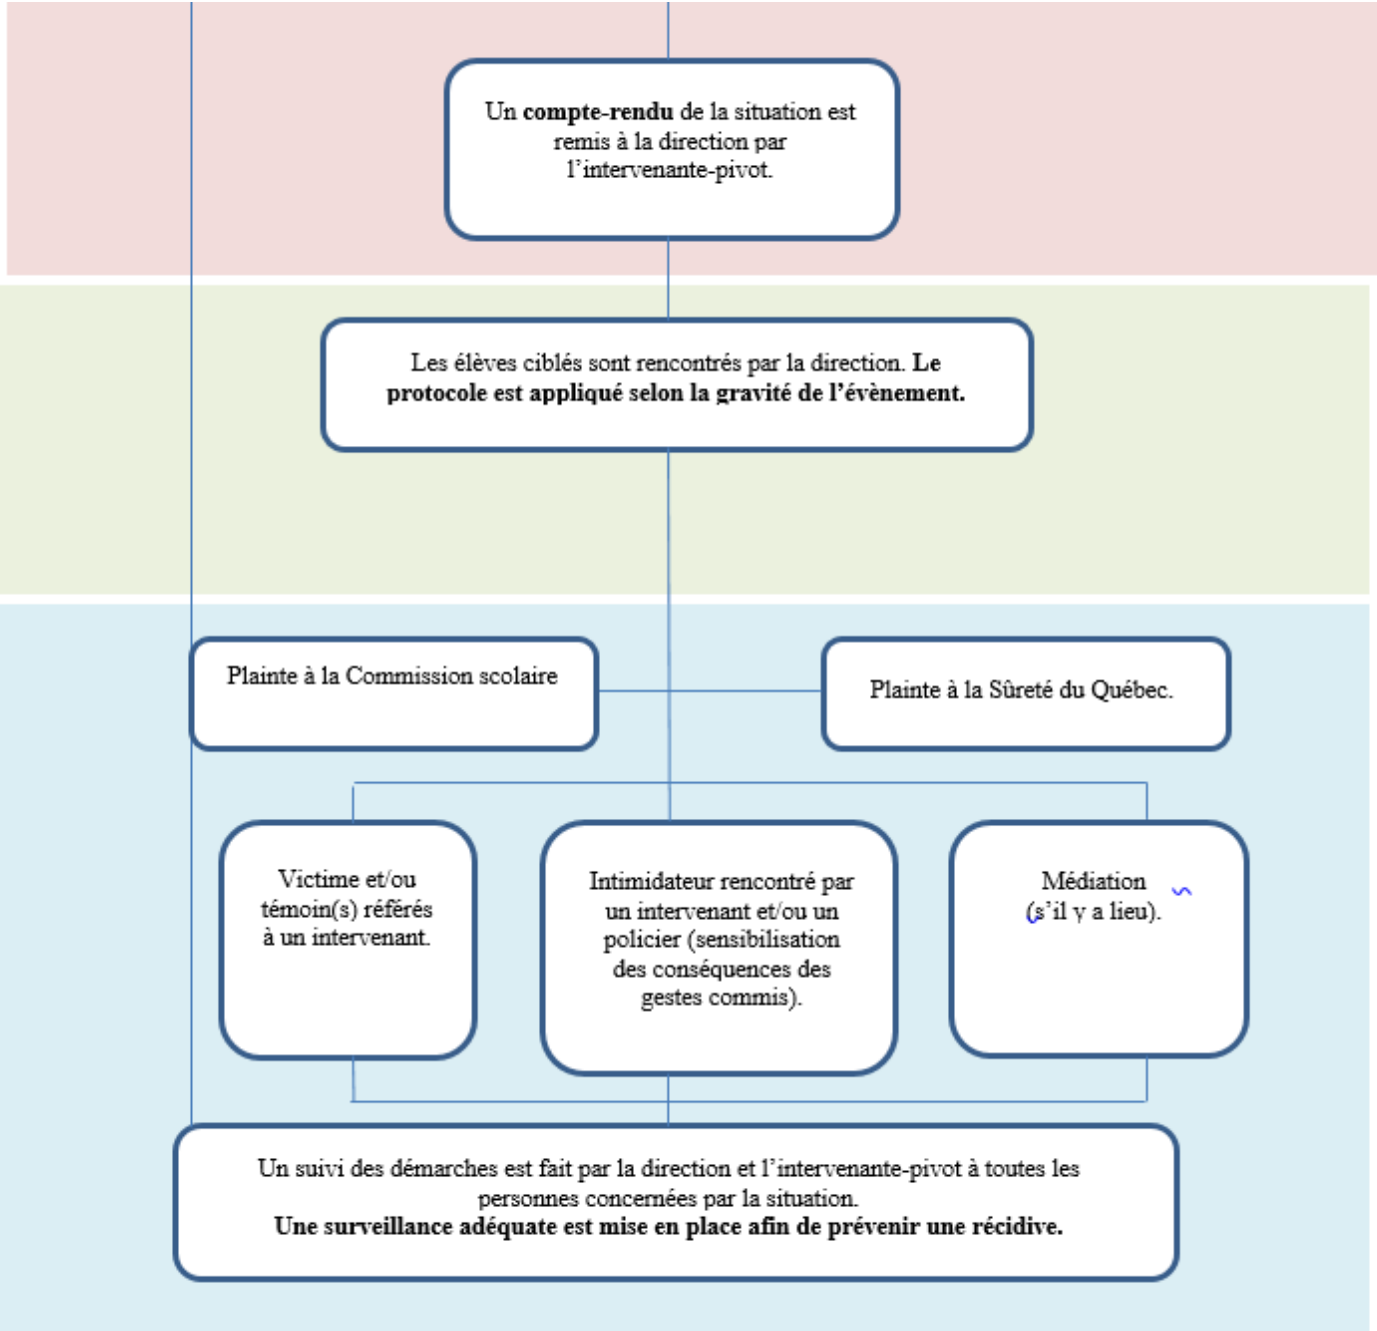 Un compte-rendu de la situation est
remis à la direction par
l’intervenante-pivot.
Les élèves ciblés sont rencontrés par la direction. Le
protocole est appliqué selon la gravité de l’évènement.
Plainte à la Commission scolaire
Plainte à la Sûreté du Québec.
Victime et/ou
témoin(s) référés
à un intervenant.
Intimidateur rencontré par
un intervenant et/ou un
policier (sensibilisation
des conséquences des
gestes commis).
Médiation
(s’il y a lieu).
Un suivi des démarches est fait par la direction et l’intervenante-pivot à toutes les
personnes concernées par la situation.
Une surveillance adéquate est mise en place afin de prévenir une récidive.